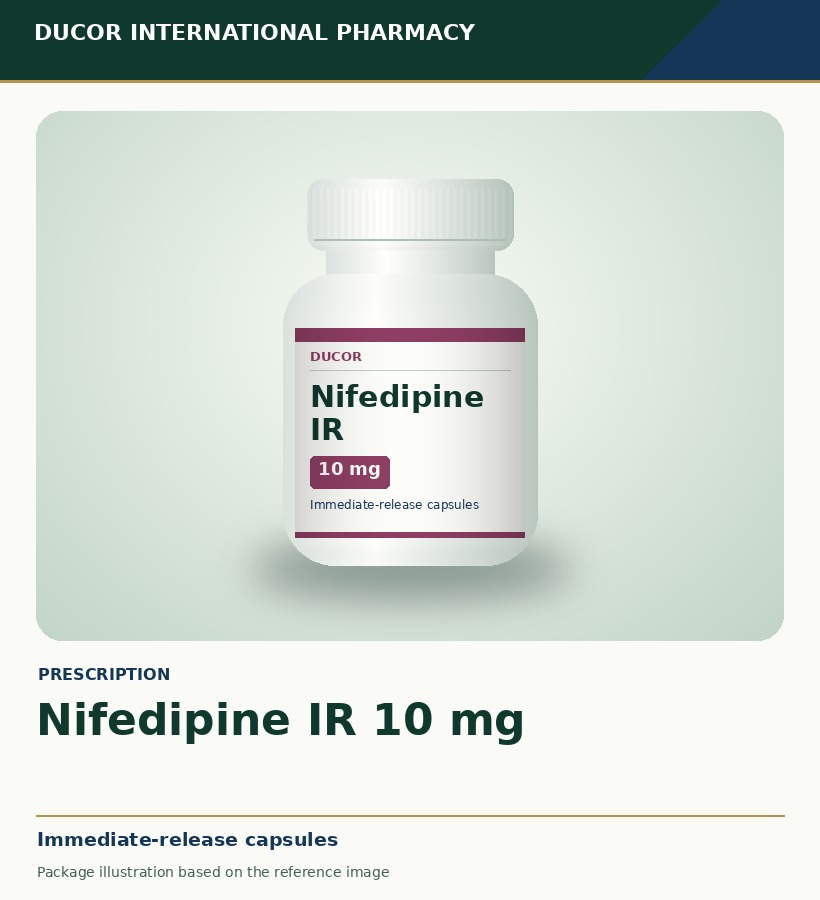 DUCOR INTERNATIONAL PHARMACY
DUCOR
Nifedipine
IR
10 mg
Immediate-release capsules
PRESCRIPTION
Nifedipine IR 10 mg
Immediate-release capsules
Package illustration based on the reference image